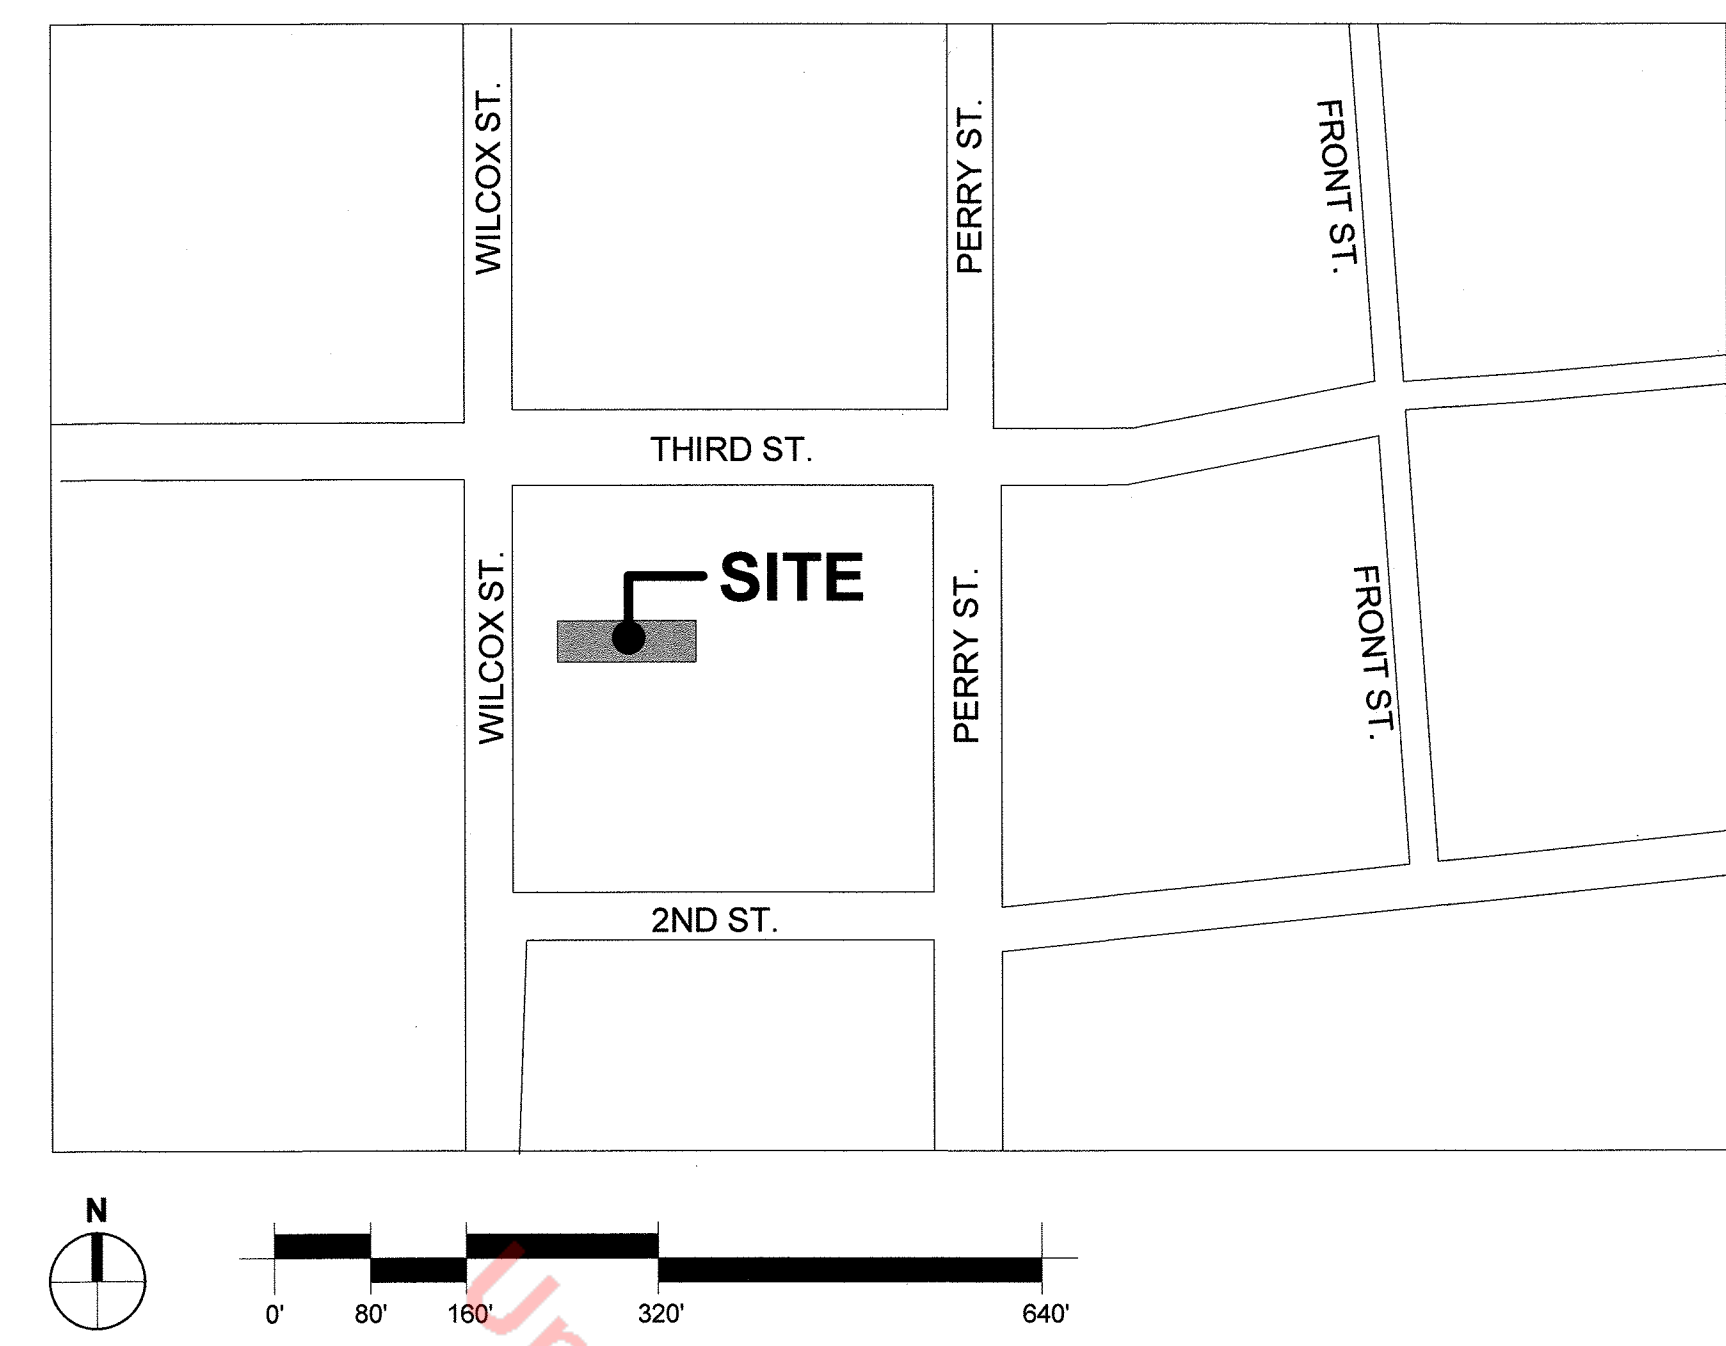 WILCOX ST.
PERRY ST.
FRONT ST.
THIRD ST.
SITE
WILCOX ST.
PERRY ST.
FRONT ST.
2ND ST.
N
0' 80' 160' 320' 640'